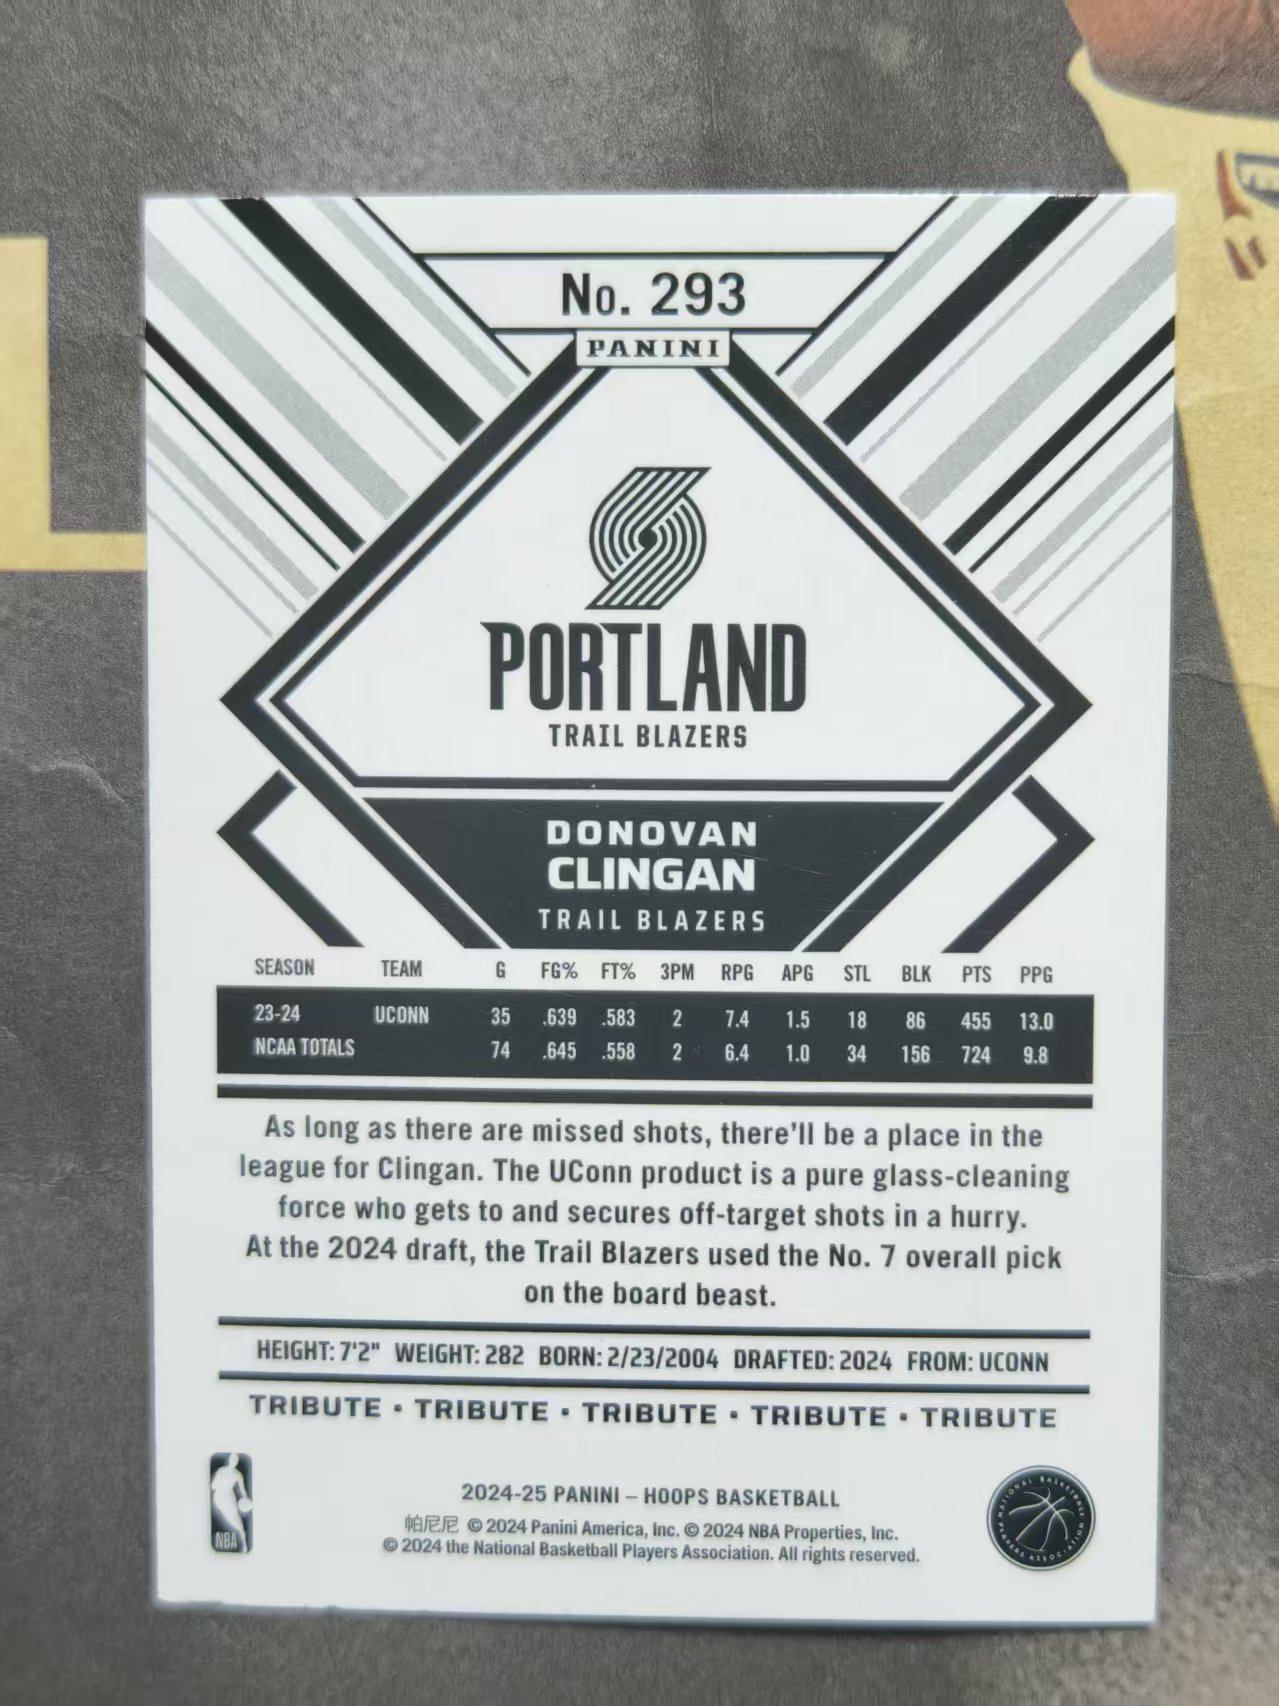 No. 293
PANINI
PORTLAND
TRAIL BLAZERS
DONOVAN
CLINGAN
TRAIL BLAZERS
SEASON TEAM G FG% FT% 3PM RPG APG STL BLK PTS PPG
23-24 UCONN 35 .639 .583 2 7.4 1.5 18 86 455 13.0
NCAA TOTALS 74 .645 .558 2 6.4 1.0 34 156 724 9.8
As long as there are missed shots, there'll be a place in the
league for Clingan. The UConn product is a pure glass-cleaning
force who gets to and secures off-target shots in a hurry.
At the 2024 draft, the Trail Blazers used the No. 7 overall pick
on the board beast.
HEIGHT: 7'2" WEIGHT: 282 BORN: 2/23/2004 DRAFTED: 2024 FROM: UCONN
TRIBUTE • TRIBUTE • TRIBUTE • TRIBUTE • TRIBUTE
NBA
2024-25 PANINI – HOOPS BASKETBALL
帕尼尼 © 2024 Panini America, Inc. © 2024 NBA Properties, Inc.
© 2024 the National Basketball Players Association. All rights reserved.
NATIONAL BASKETBALL
PLAYERS ASSOCIATION